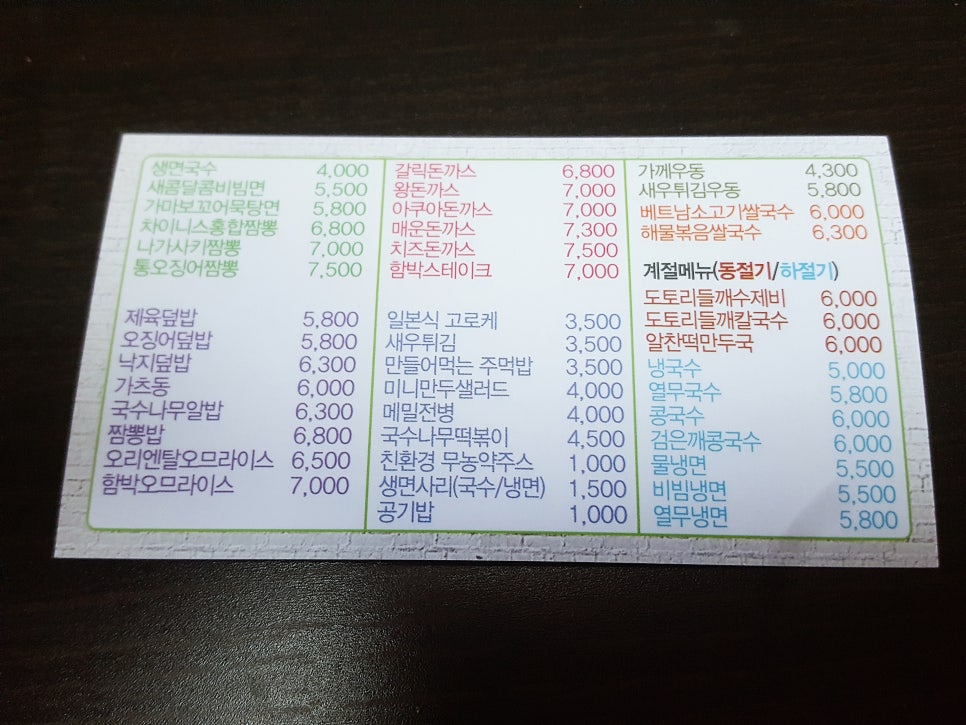 생면국수 4,000
새콤달콤비빔면 5,500
가마보꼬어묵탕면 5,800
차이니스홍합짬뽕 6,800
나가사키짬뽕 7,000
통오징어짬뽕 7,500
제육덮밥 5,800
오징어덮밥 5,800
낙지덮밥 6,300
가츠동 6,000
국수나무알밥 6,300
짬뽕밥 6,800
오리엔탈오므라이스 6,500
함박오므라이스 7,000
갈릭돈까스 6,800
왕돈까스 7,000
아쿠아돈까스 7,000
매운돈까스 7,300
치즈돈까스 7,500
함박스테이크 7,000
일본식 고로케 3,500
새우튀김 3,500
만들어먹는 주먹밥 3,500
미니만두샐러드 4,000
메밀전병 4,000
국수나무떡볶이 4,500
친환경 무농약주스 1,000
생면사리(국수/냉면) 1,500
공기밥 1,000
가께우동 4,300
새우튀김우동 5,800
베트남소고기쌀국수 6,000
해물볶음쌀국수 6,300
계절메뉴(동절기/하절기)
도토리들깨수제비 6,000
도토리들깨칼국수 6,000
알찬떡만두국 6,000
냉국수 5,000
열무국수 5,800
콩국수 6,000
검은깨콩국수 6,000
물냉면 5,500
비빔냉면 5,500
열무냉면 5,800